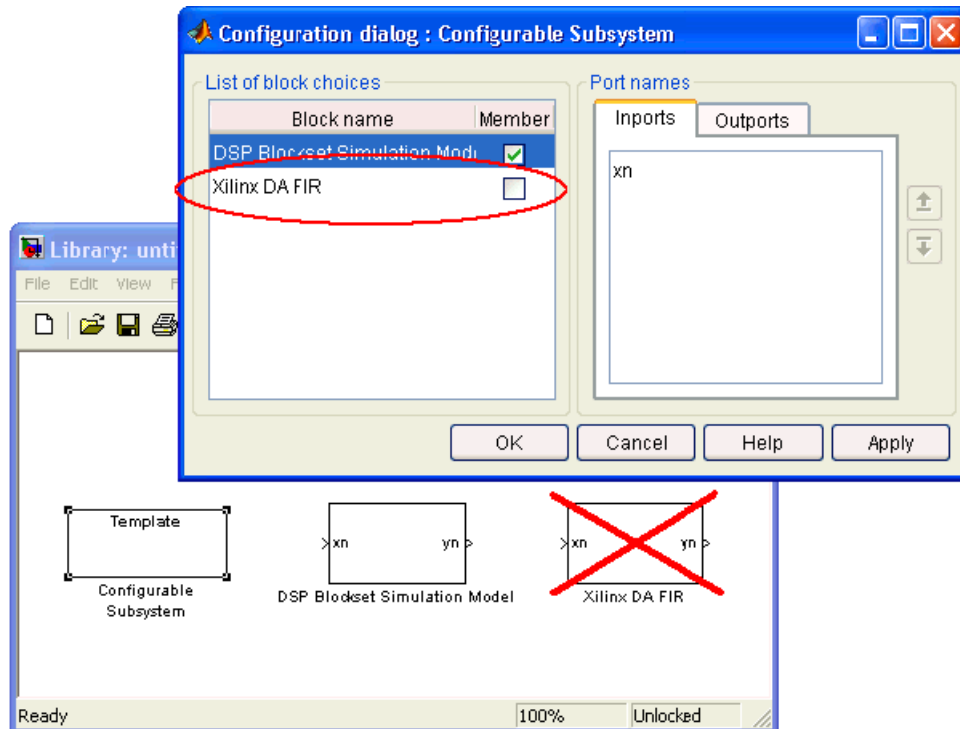 Configuration dialog : Configurable Subsystem
List of block choices
Block name Member
DSP Blockset Simulation Mod
Xilinx DA FIR
Port names
Inports Outports
xn
OK Cancel Help Apply
Library: unti
File Edit View F
Template
Configurable
Subsystem
xn yn
DSP Blockset Simulation Model
xn yn
Xilinx DA FIR
Ready 100% Unlocked